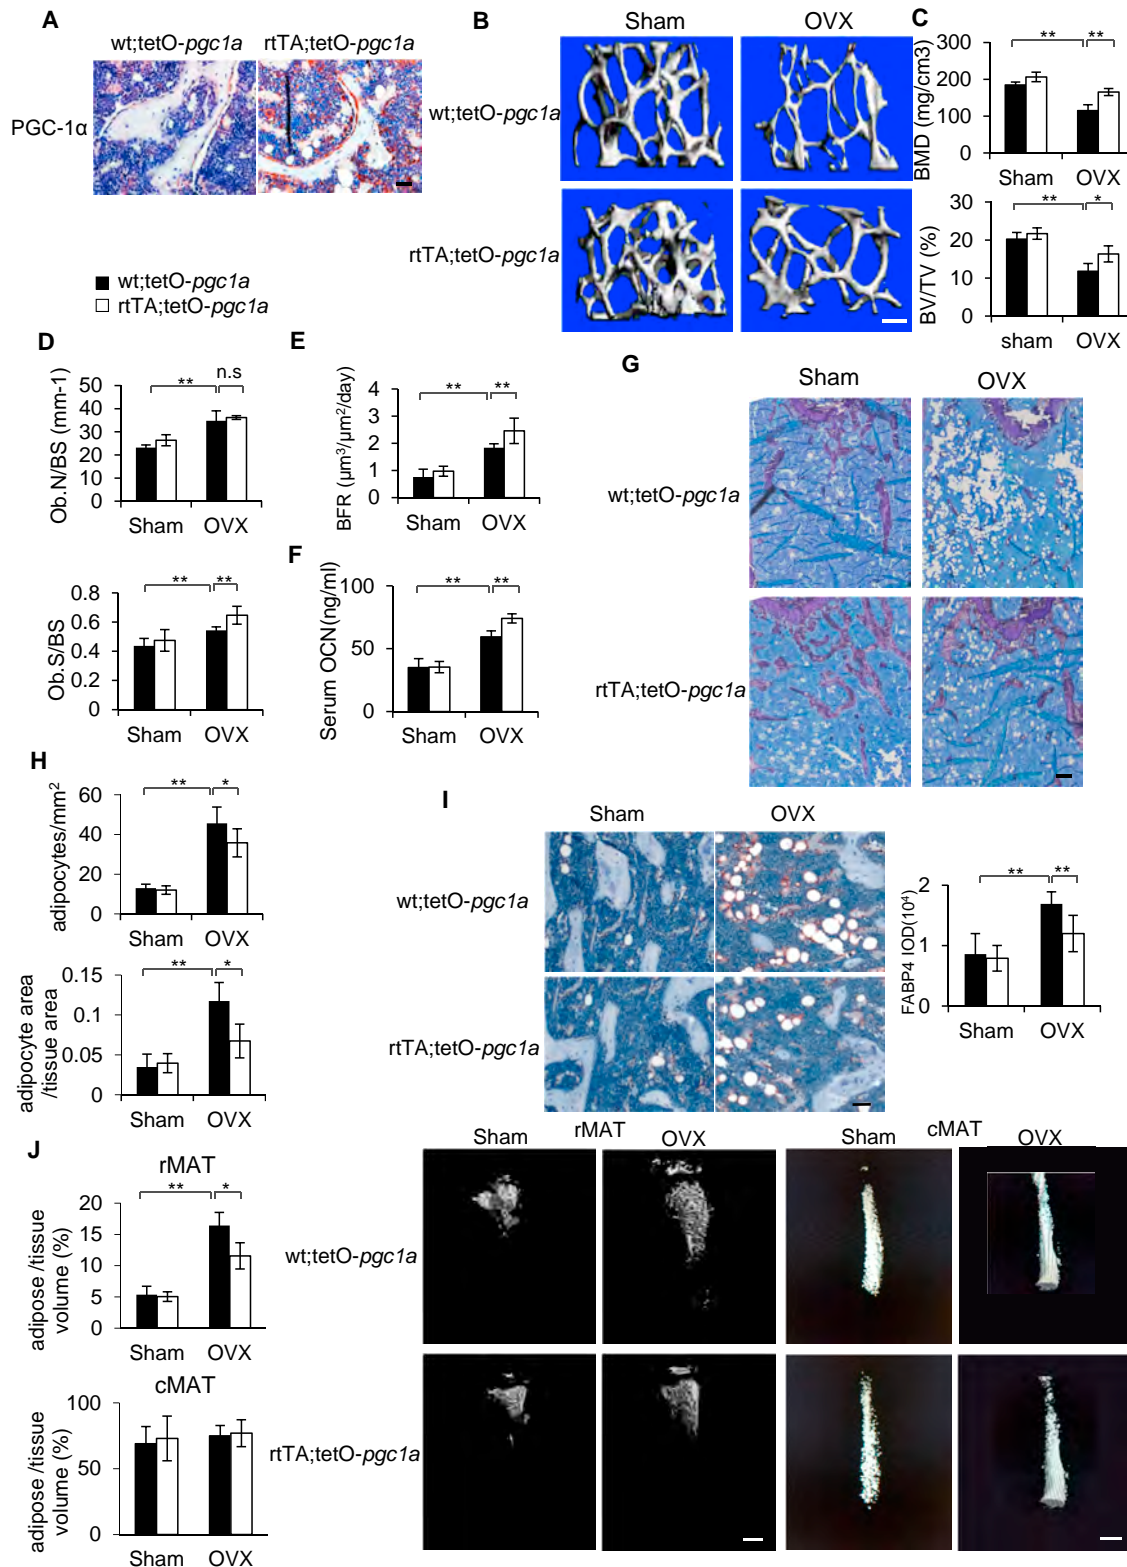 A
wt;tetO-pgc1a
rtTA;tetO-pgc1a
PGC-1α
wt;tetO-pgc1a
rtTA;tetO-pgc1a
B
Sham
OVX
wt;tetO-pgc1a
rtTA;tetO-pgc1a
C
BMD (mg/cm3)
300
200
100
0
**
**
Sham
OVX
BV/TV (%)
30
20
10
0
**
*
sham
OVX
D
Ob.N/BS (mm-1)
50
40
30
20
10
0
**
n.s
Sham
OVX
Ob.S/BS
0.8
0.6
0.4
0.2
0
**
**
Sham
OVX
E
BFR (μm³/μm²/day)
4
3
2
1
0
**
**
Sham
OVX
F
Serum OCN(ng/ml)
100
50
0
**
**
Sham
OVX
G
Sham
OVX
wt;tetO-pgc1a
rtTA;tetO-pgc1a
H
adipocytes/mm²
60
40
20
0
**
*
Sham
OVX
adipocyte area
/tissue area
0.15
0.1
0.05
0
**
*
Sham
OVX
I
Sham
OVX
wt;tetO-pgc1a
rtTA;tetO-pgc1a
FABP4 IOD(10⁴)
2
1
0
**
**
Sham
OVX
J
rMAT
adipose /tissue
volume (%)
20
15
10
5
0
**
*
Sham
OVX
cMAT
adipose /tissue
volume (%)
100
50
0
Sham
OVX
rMAT
Sham
OVX
cMAT
Sham
OVX
wt;tetO-pgc1a
rtTA;tetO-pgc1a